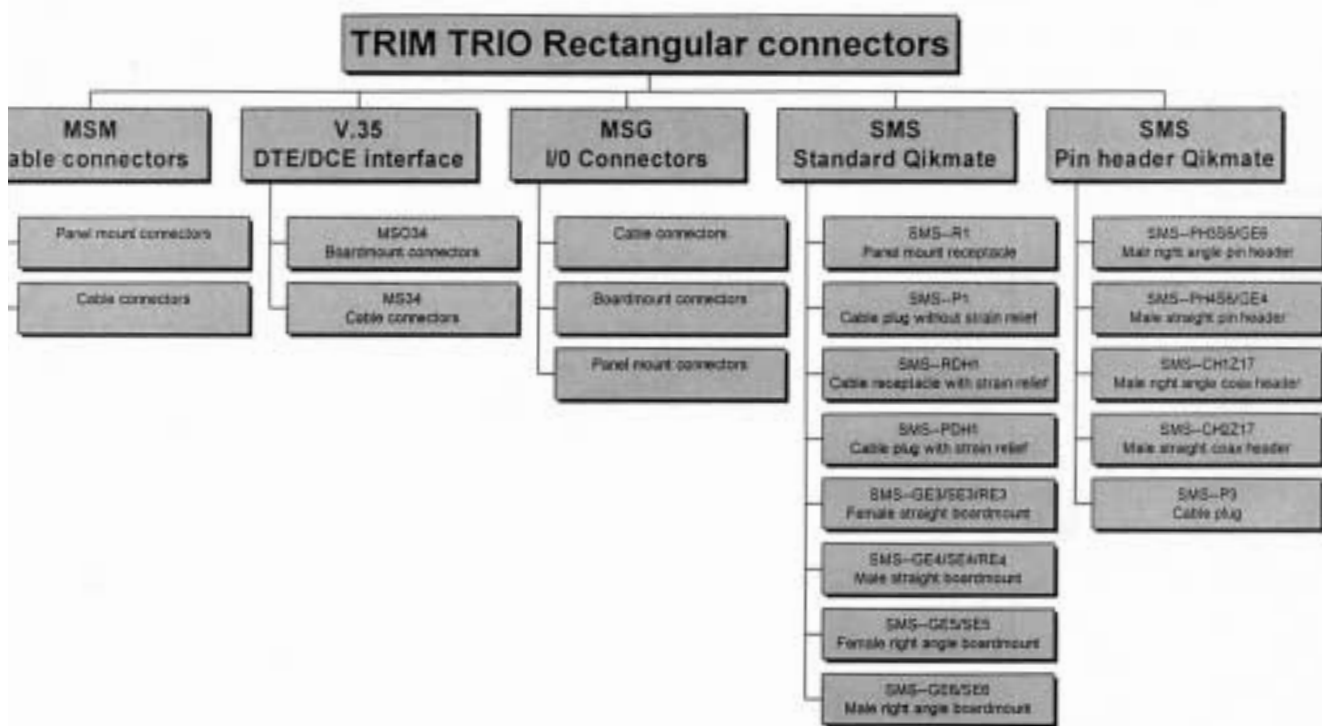 TRIM TRIO Rectangular connectors
MSM
able connectors
Panel mount connectors
Cable connectors
V.35
DTE/DCE interface
MSO34
Boardmount connectors
MS34
Cable connectors
MSG
I/0 Connectors
Cable connectors
Boardmount connectors
Panel mount connectors
SMS
Standard Qikmate
SMS--R1
Panel mount receptacle
SMS--P1
Cable plug without strain relief
SMS--RDH1
Cable receptacle with strain relief
SMS--PDH1
Cable plug with strain relief
SMS--GE3/SE3/RE3
Female straight boardmount
SMS--GE4/SE4/RE4
Male straight boardmount
SMS--GE5/SE5
Female right angle boardmount
SMS--GE6/SE6
Male right angle boardmount
SMS
Pin header Qikmate
right angle pin header
Male straight pin header
SMS--CH1Z17
Male right angle coax header
SMS--CH2Z17
Male straight coax header
SMS--P3
Cable plug